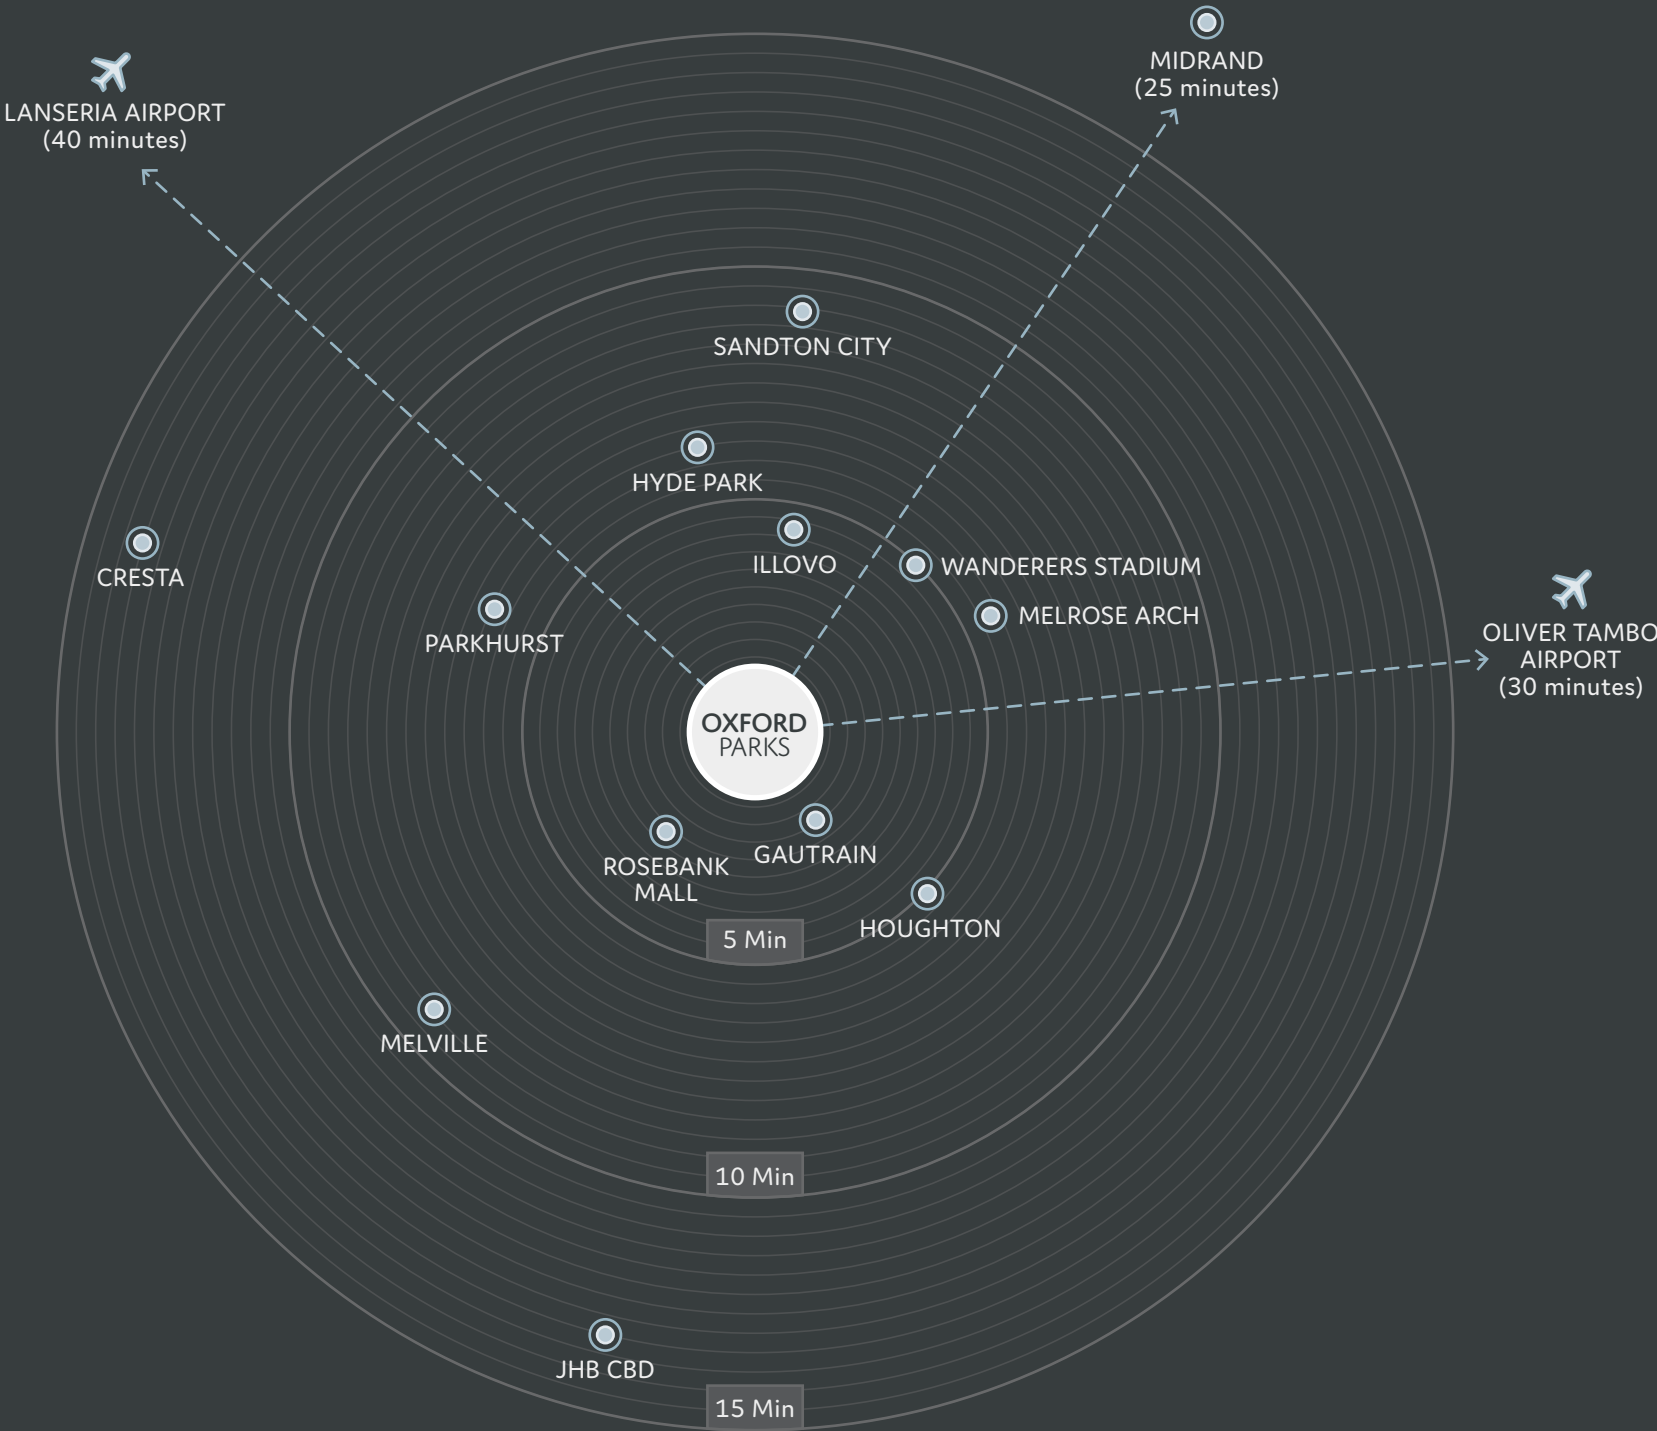 MIDRAND
(25 minutes)
LANSERIA AIRPORT
(40 minutes)
SANDTON CITY
HYDE PARK
ILLOVO
WANDERERS STADIUM
CRESTA
MELROSE ARCH
PARKHURST
OLIVER TAMBO
AIRPORT
(30 minutes)
OXFORD
PARKS
GAUTRAIN
ROSEBANK
MALL
HOUGHTON
5 Min
MELVILLE
10 Min
JHB CBD
15 Min